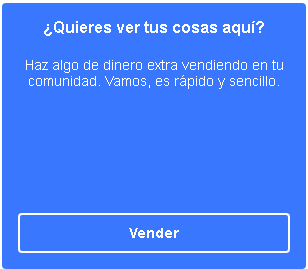 ¿Quieres ver tus cosas aquí?
Haz algo de dinero extra vendiendo en tu
comunidad. Vamos, es rápido y sencillo.
Vender